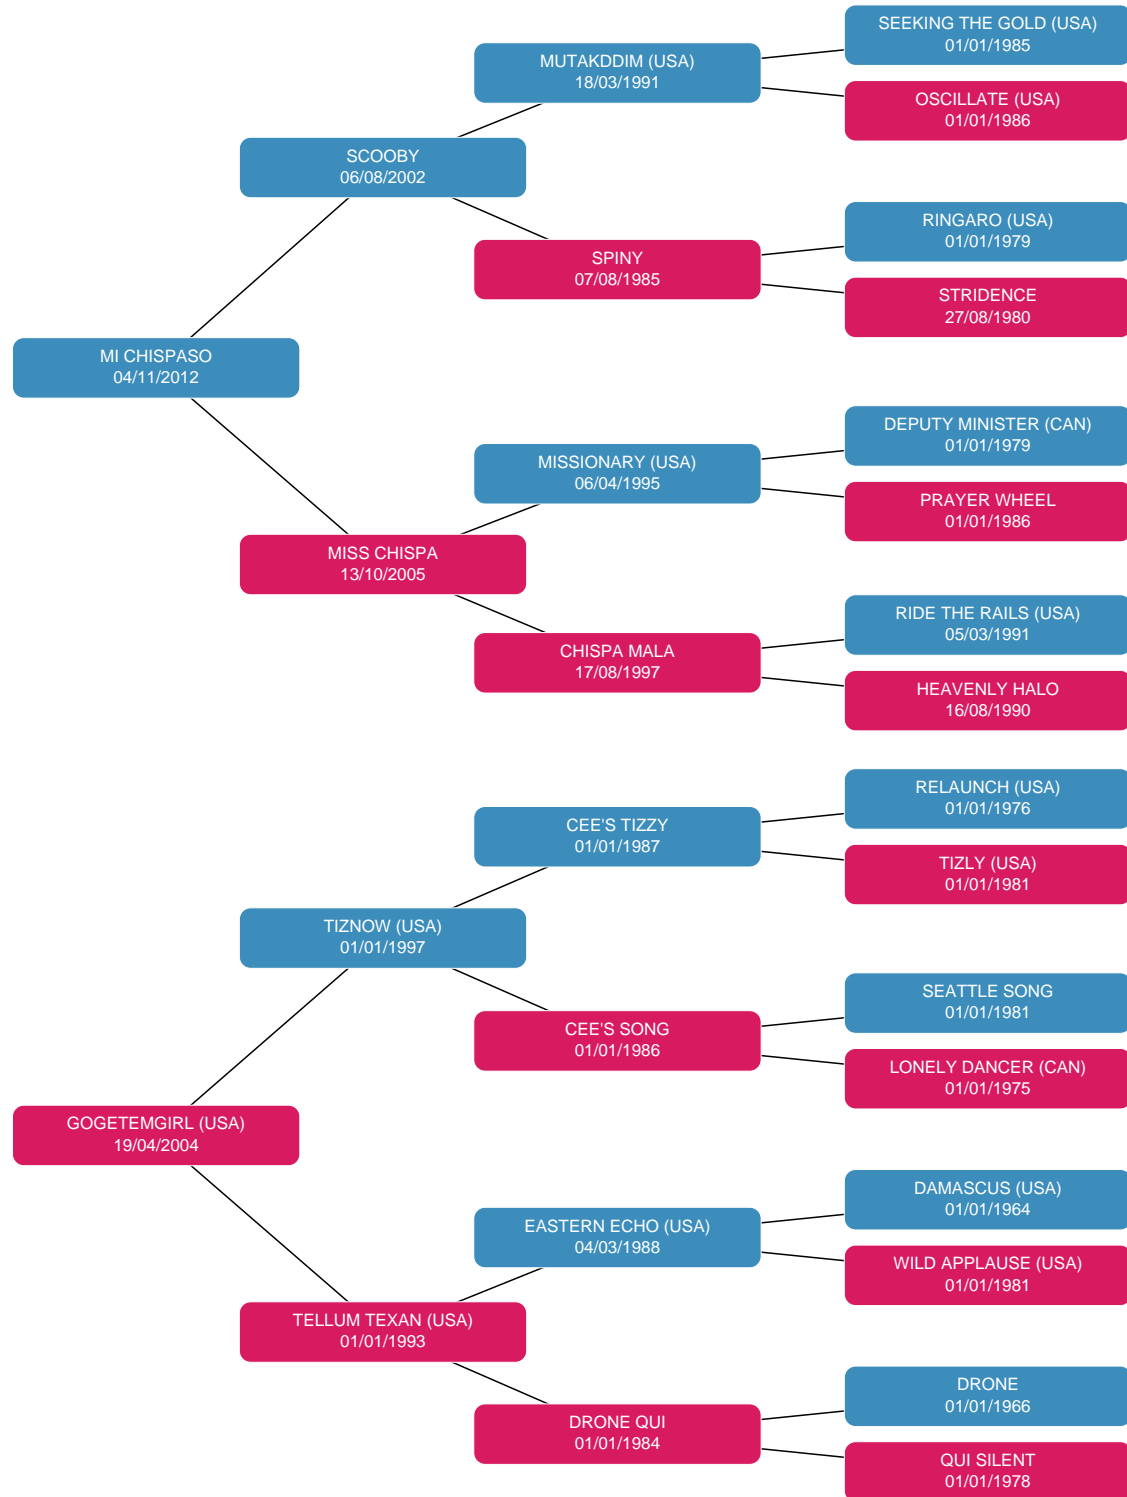 SEEKING THE GOLD (USA)
01/01/1985
MUTAKDDIM (USA)
18/03/1991
OSCILLATE (USA)
01/01/1986
SCOOBY
06/08/2002
RINGARO (USA)
01/01/1979
SPINY
07/08/1985
STRIDENCE
27/08/1980
MI CHISPASO
04/11/2012
DEPUTY MINISTER (CAN)
01/01/1979
MISSIONARY (USA)
06/04/1995
PRAYER WHEEL
01/01/1986
MISS CHISPA
13/10/2005
RIDE THE RAILS (USA)
05/03/1991
CHISPA MALA
17/08/1997
HEAVENLY HALO
16/08/1990
RELAUNCH (USA)
01/01/1976
CEE'S TIZZY
01/01/1987
TIZLY (USA)
01/01/1981
TIZNOW (USA)
01/01/1997
SEATTLE SONG
01/01/1981
CEE'S SONG
01/01/1986
LONELY DANCER (CAN)
01/01/1975
GOGETEMGIRL (USA)
19/04/2004
DAMASCUS (USA)
01/01/1964
EASTERN ECHO (USA)
04/03/1988
WILD APPLAUSE (USA)
01/01/1981
TELLUM TEXAN (USA)
01/01/1993
DRONE
01/01/1966
DRONE QUI
01/01/1984
QUI SILENT
01/01/1978